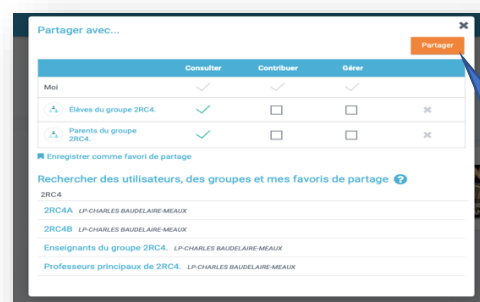 Partager avec...
Partager
Consulter Contribuer Gérer
Moi
Élèves du groupe 2RC4.
Parents du groupe
2RC4.
Enregistrer comme favori de partage
Rechercher des utilisateurs, des groupes et mes favoris de partage ?
2RC4
2RC4A LP-CHARLES BAUDELAIRE-MEAUX
2RC4B LP-CHARLES BAUDELAIRE-MEAUX
Enseignants du groupe 2RC4. LP-CHARLES BAUDELAIRE-MEAUX
Professeurs principaux de 2RC4. LP-CHARLES BAUDELAIRE-MEAUX